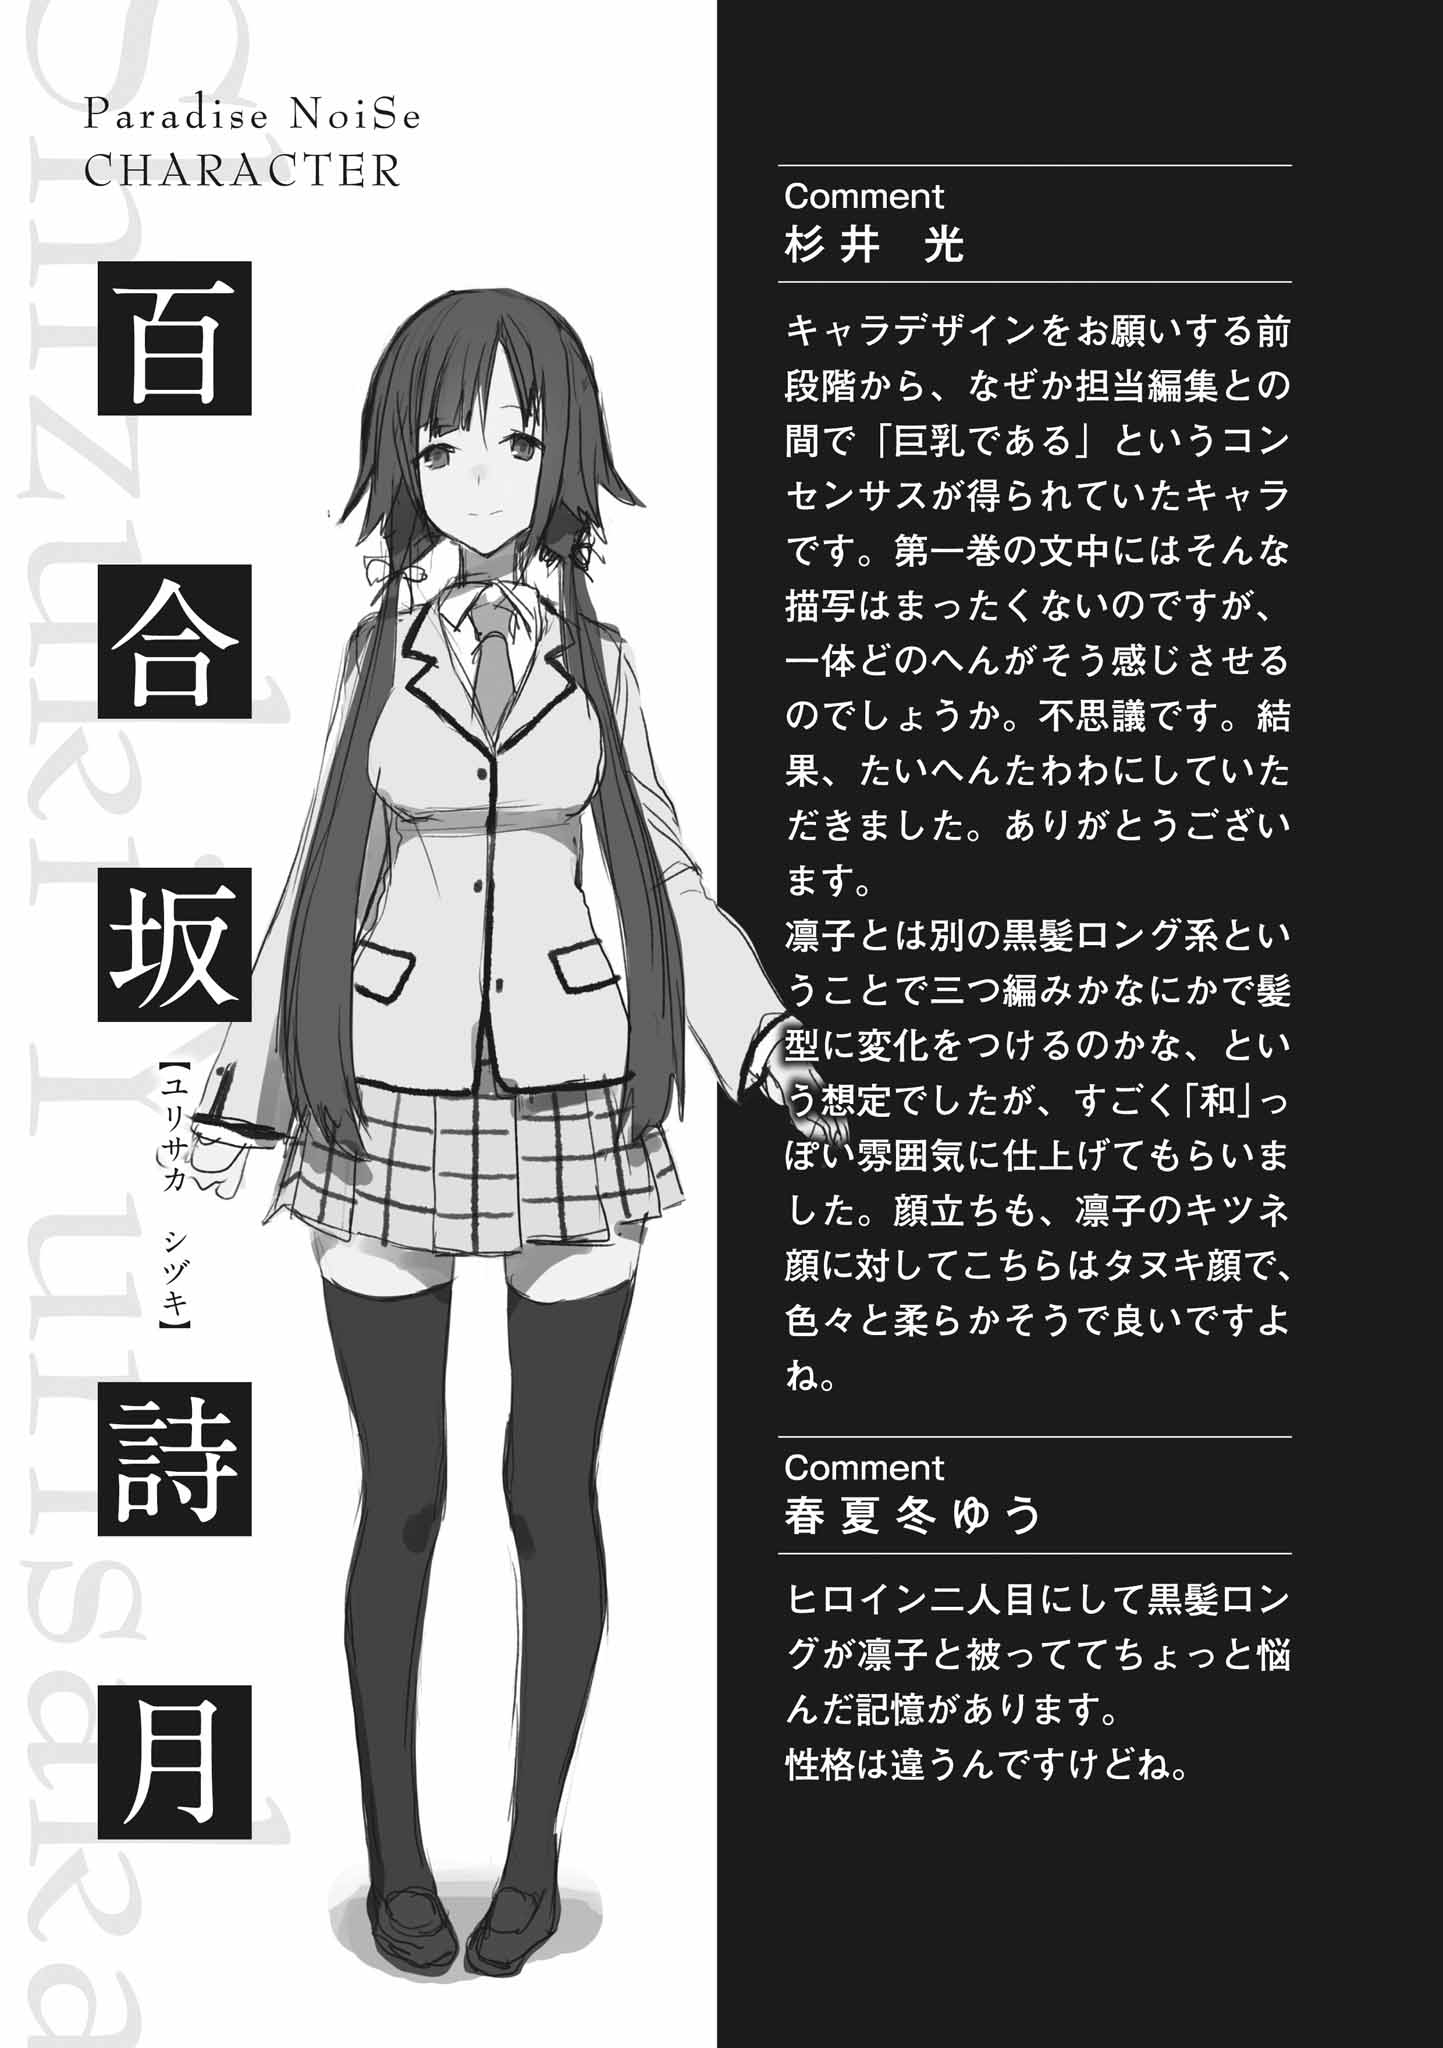 Paradise NoiSe
CHARACTER
Shizuki Yurisaka
百合坂詩月
【ユリサカ シヅキ】
Comment
杉井 光
キャラデザインをお願いする前
段階から、なぜか担当編集との
間で「巨乳である」というコン
センサスが得られていたキャラ
です。第一巻の文中にはそんな
描写はまったくないのですが、
一体どのへんがそう感じさせる
のでしょうか。不思議です。結
果、たいへんたわわにしていた
だきました。ありがとうござい
ます。
凛子とは別の黒髪ロング系とい
うことで三つ編みかなにかで髪
型に変化をつけるのかな、とい
う想定でしたが、すごく「和」っ
ぽい雰囲気に仕上げてもらいま
した。顔立ちも、凛子のキツネ
顔に対してこちらはタヌキ顔で、
色々と柔らかそうで良いですよ
ね。
Comment
春夏冬ゆう
ヒロイン二人目にして黒髪ロン
グが凛子と被っててちょっと悩
んだ記憶があります。
性格は違うんですけどね。